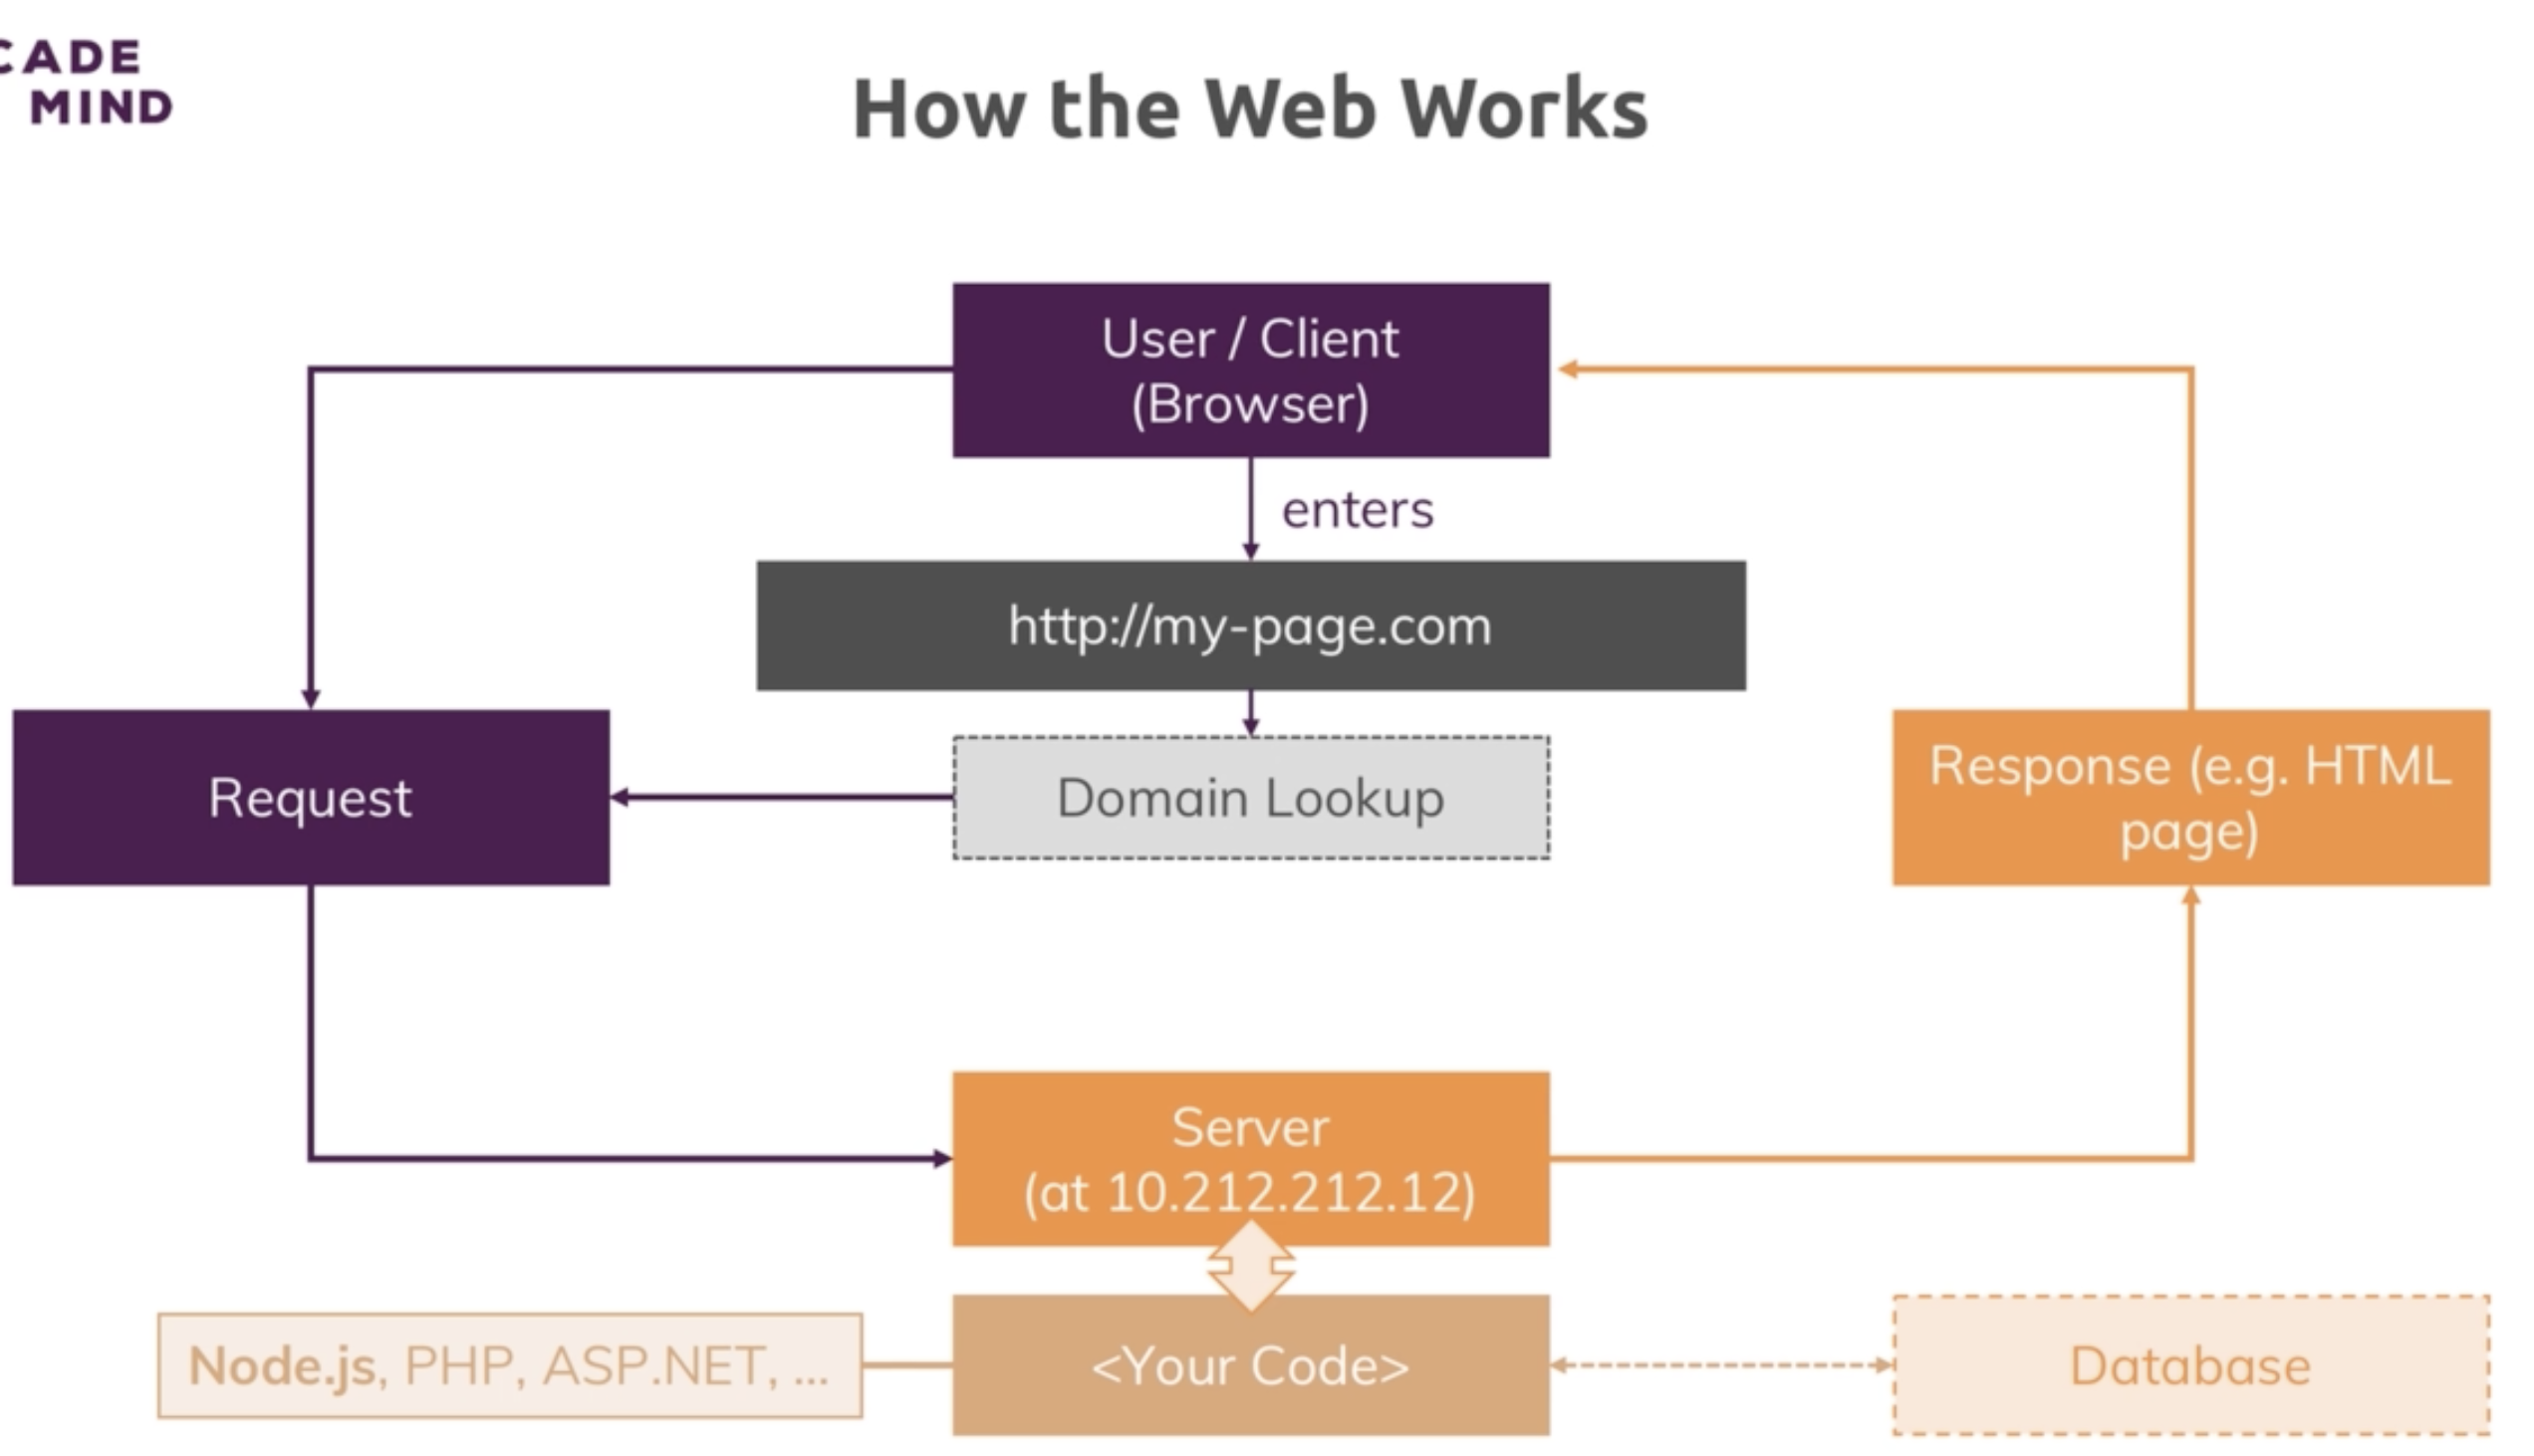 CADE
MIND
How the Web Works
User / Client
(Browser)
enters
http://my-page.com
Request
Domain Lookup
Response (e.g. HTML
page)
Server
(at 10.212.212.12)
Node.js, PHP, ASP.NET, ...
<Your Code>
Database